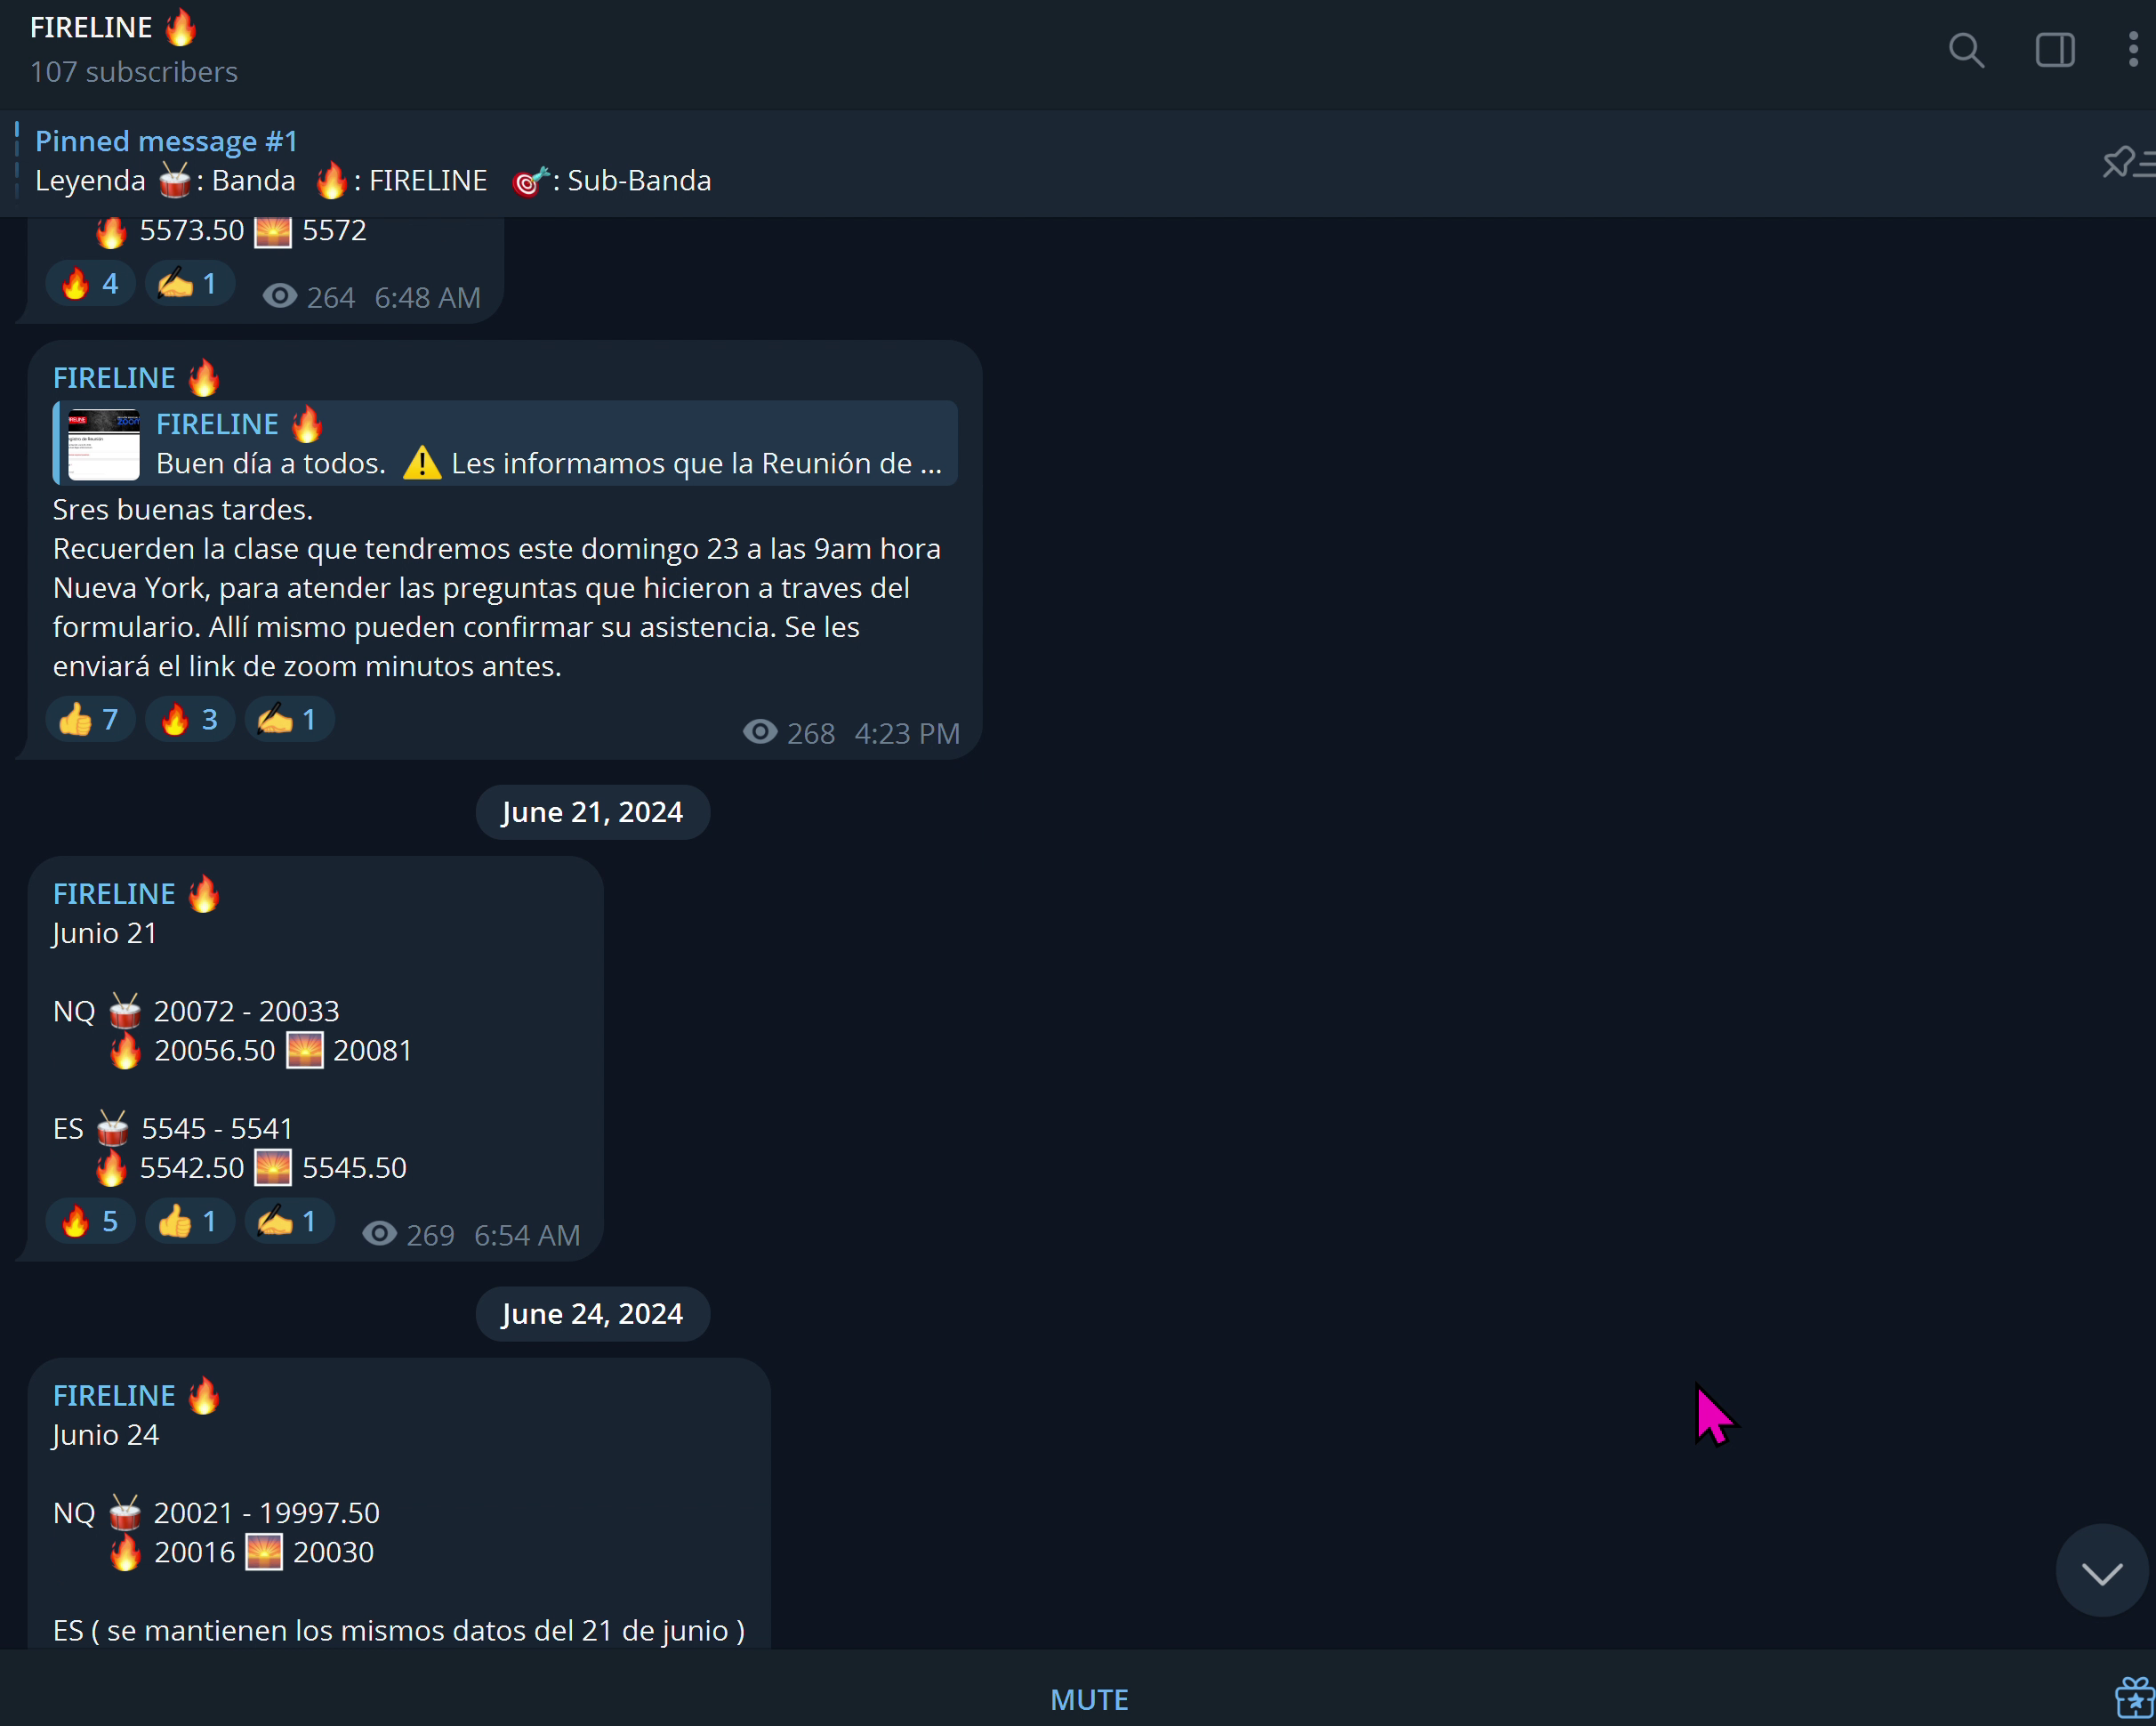 FIRELINE 🔥
107 subscribers
Pinned message #1
Leyenda 🥁: Banda 🔥: FIRELINE 🎯: Sub-Banda
🔥 5573.50 🌅 5572
🔥 4 ✍️ 1 264 6:48 AM
FIRELINE 🔥
FIRELINE 🔥
Buen día a todos. ⚠️ Les informamos que la Reunión de ...
Sres buenas tardes.
Recuerden la clase que tendremos este domingo 23 a las 9am hora
Nueva York, para atender las preguntas que hicieron a traves del
formulario. Allí mismo pueden confirmar su asistencia. Se les
enviará el link de zoom minutos antes.
👍 7 🔥 3 ✍️ 1 268 4:23 PM
June 21, 2024
FIRELINE 🔥
Junio 21
NQ 🥁 20072 - 20033
🔥 20056.50 🌅 20081
ES 🥁 5545 - 5541
🔥 5542.50 🌅 5545.50
🔥 5 👍 1 ✍️ 1 269 6:54 AM
June 24, 2024
FIRELINE 🔥
Junio 24
NQ 🥁 20021 - 19997.50
🔥 20016 🌅 20030
ES ( se mantienen los mismos datos del 21 de junio )
MUTE